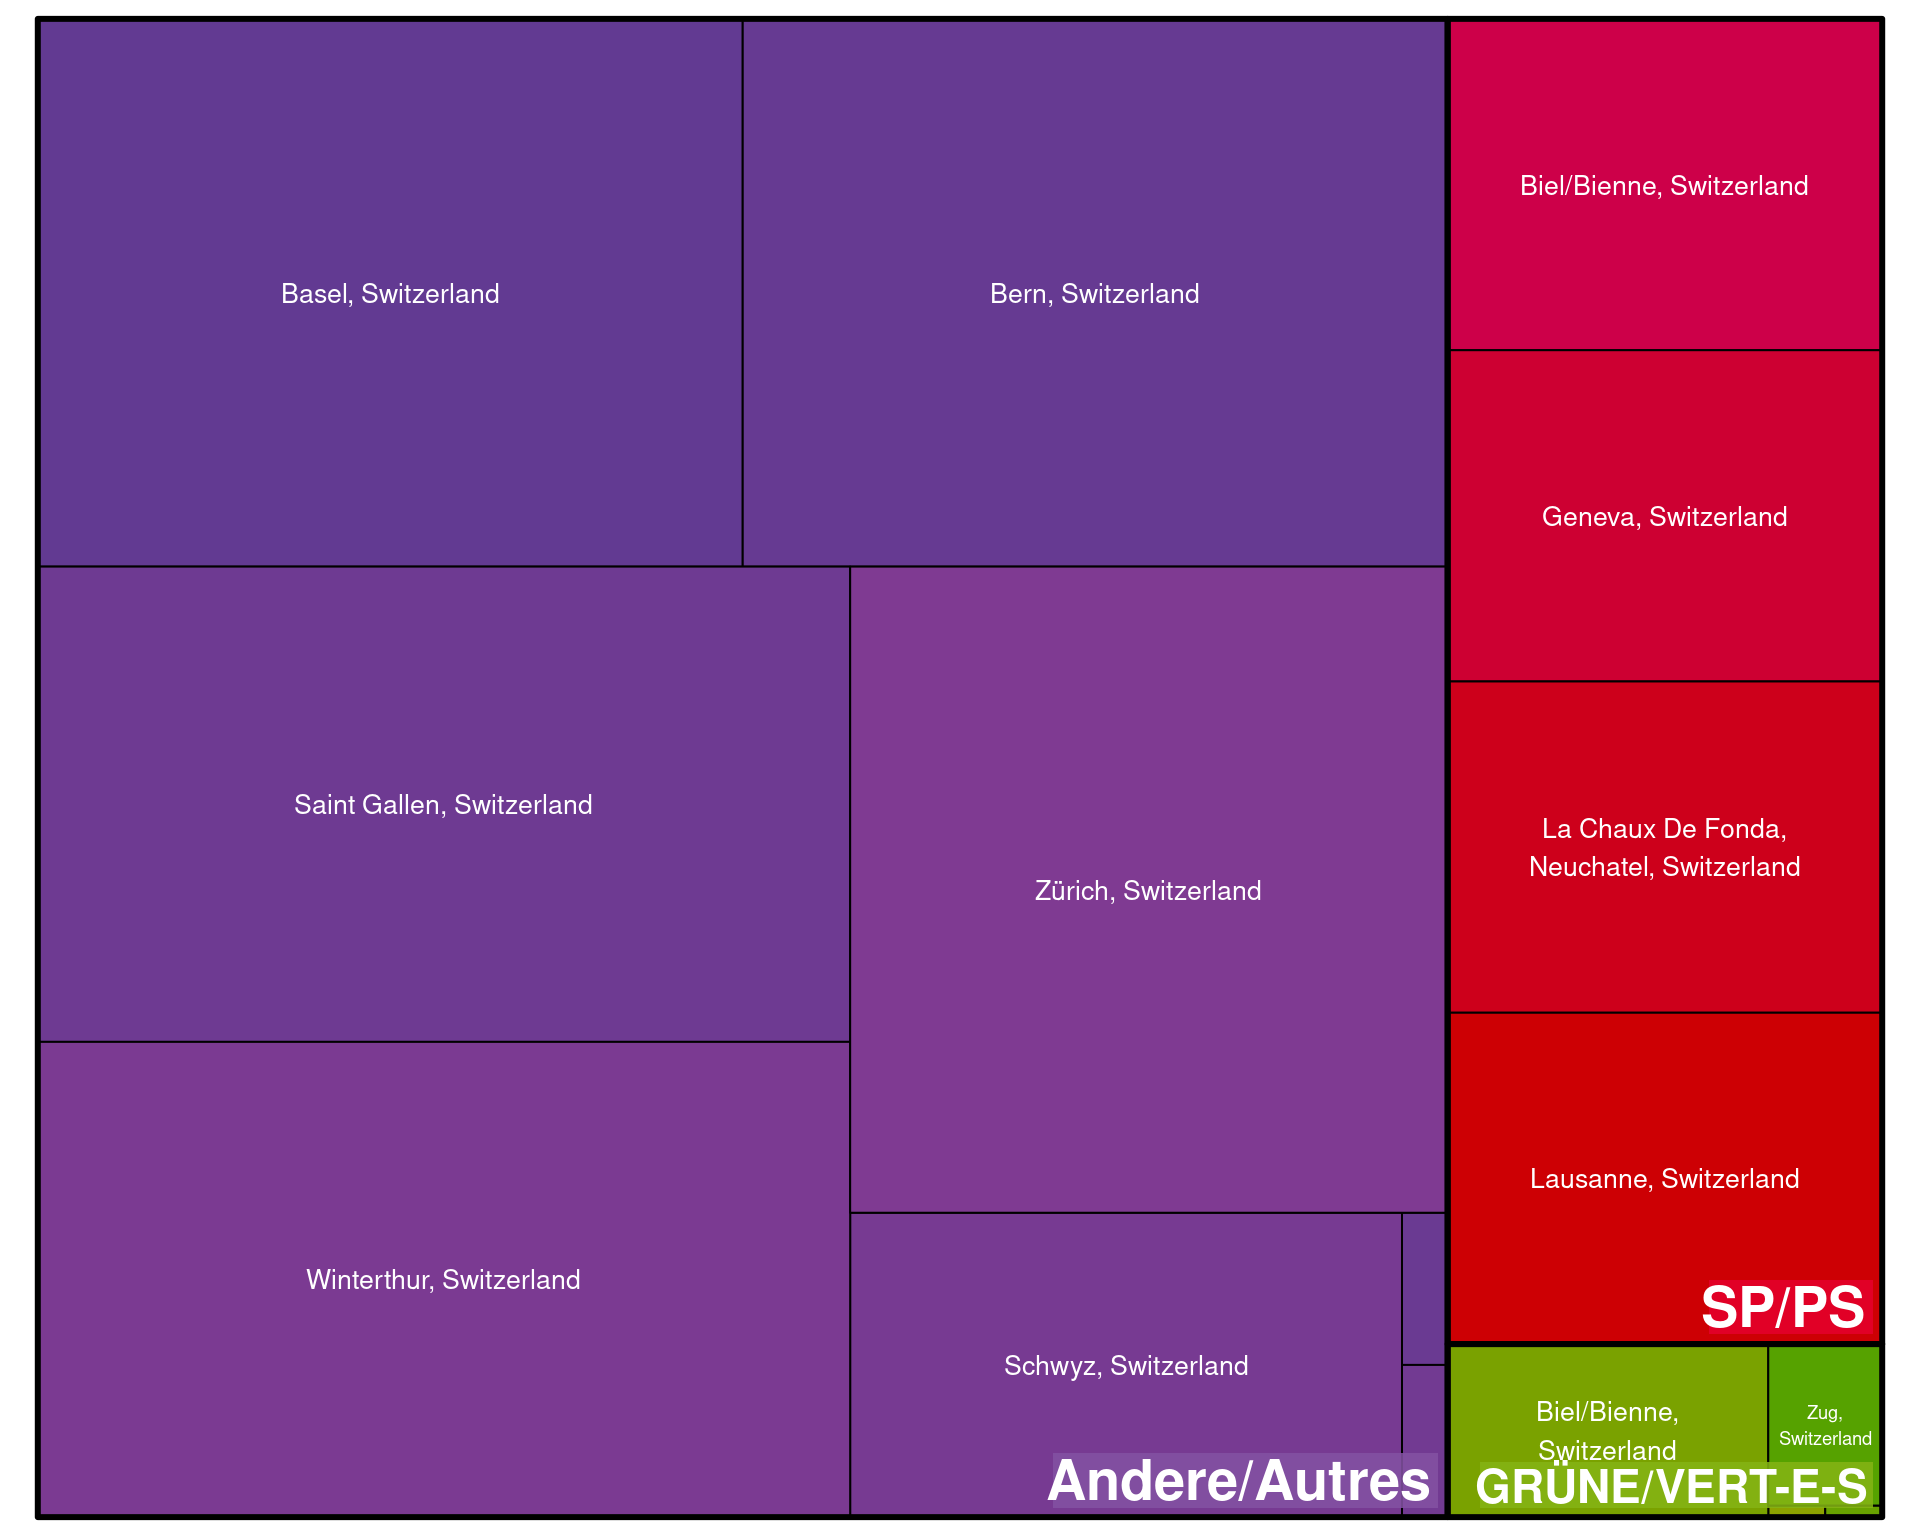 Basel, Switzerland
Bern, Switzerland
Biel/Bienne, Switzerland
Geneva, Switzerland
Saint Gallen, Switzerland
Zürich, Switzerland
La Chaux De Fonda,
Neuchatel, Switzerland
Winterthur, Switzerland
Lausanne, Switzerland
SP/PS
Schwyz, Switzerland
Andere/Autres
Biel/Bienne,
Switzerland
Zug,
Switzerland
GRÜNE/VERT-E-S